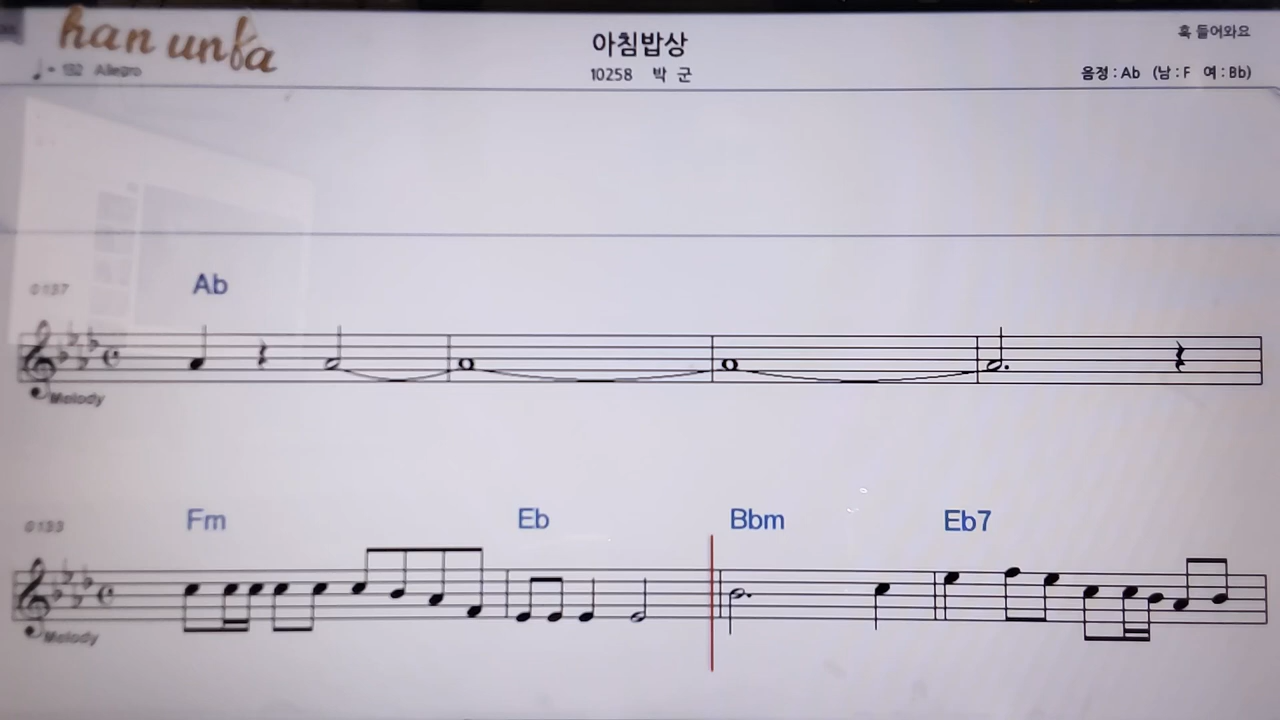 han unfa
아침밥상
혹 들어와요
♩= 132 Allegro
10258 박 군
음정 : Ab (남 : F 여 : Bb)
Ab
Melody
Fm Eb Bbm Eb7
Melody